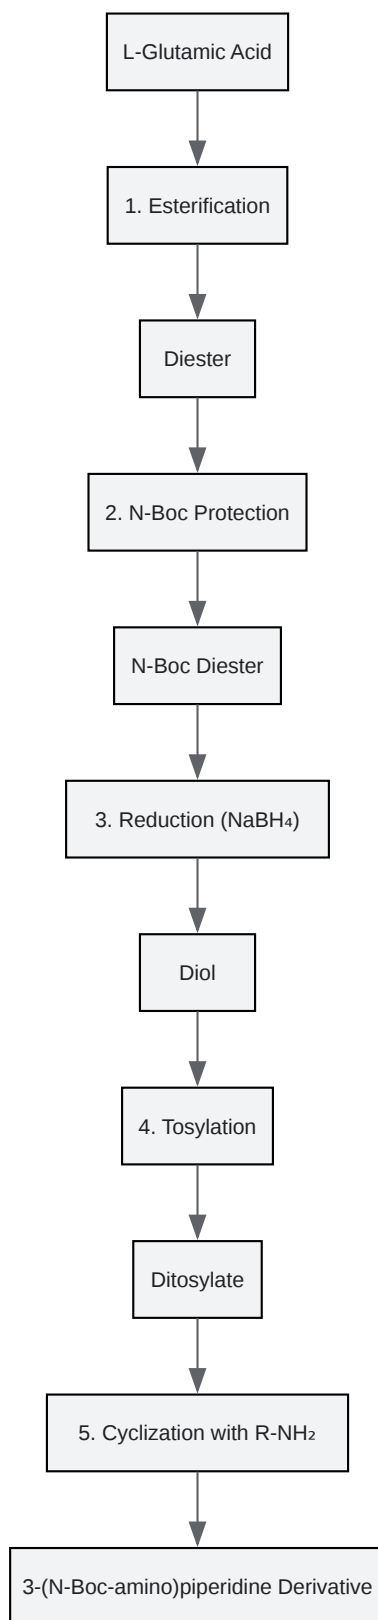 L-Glutamic Acid
1. Esterification
Diester
2. N-Boc Protection
N-Boc Diester
3. Reduction (NaBH₄)
Diol
4. Tosylation
Ditosylate
5. Cyclization with R-NH₂
3-(N-Boc-amino)piperidine Derivative